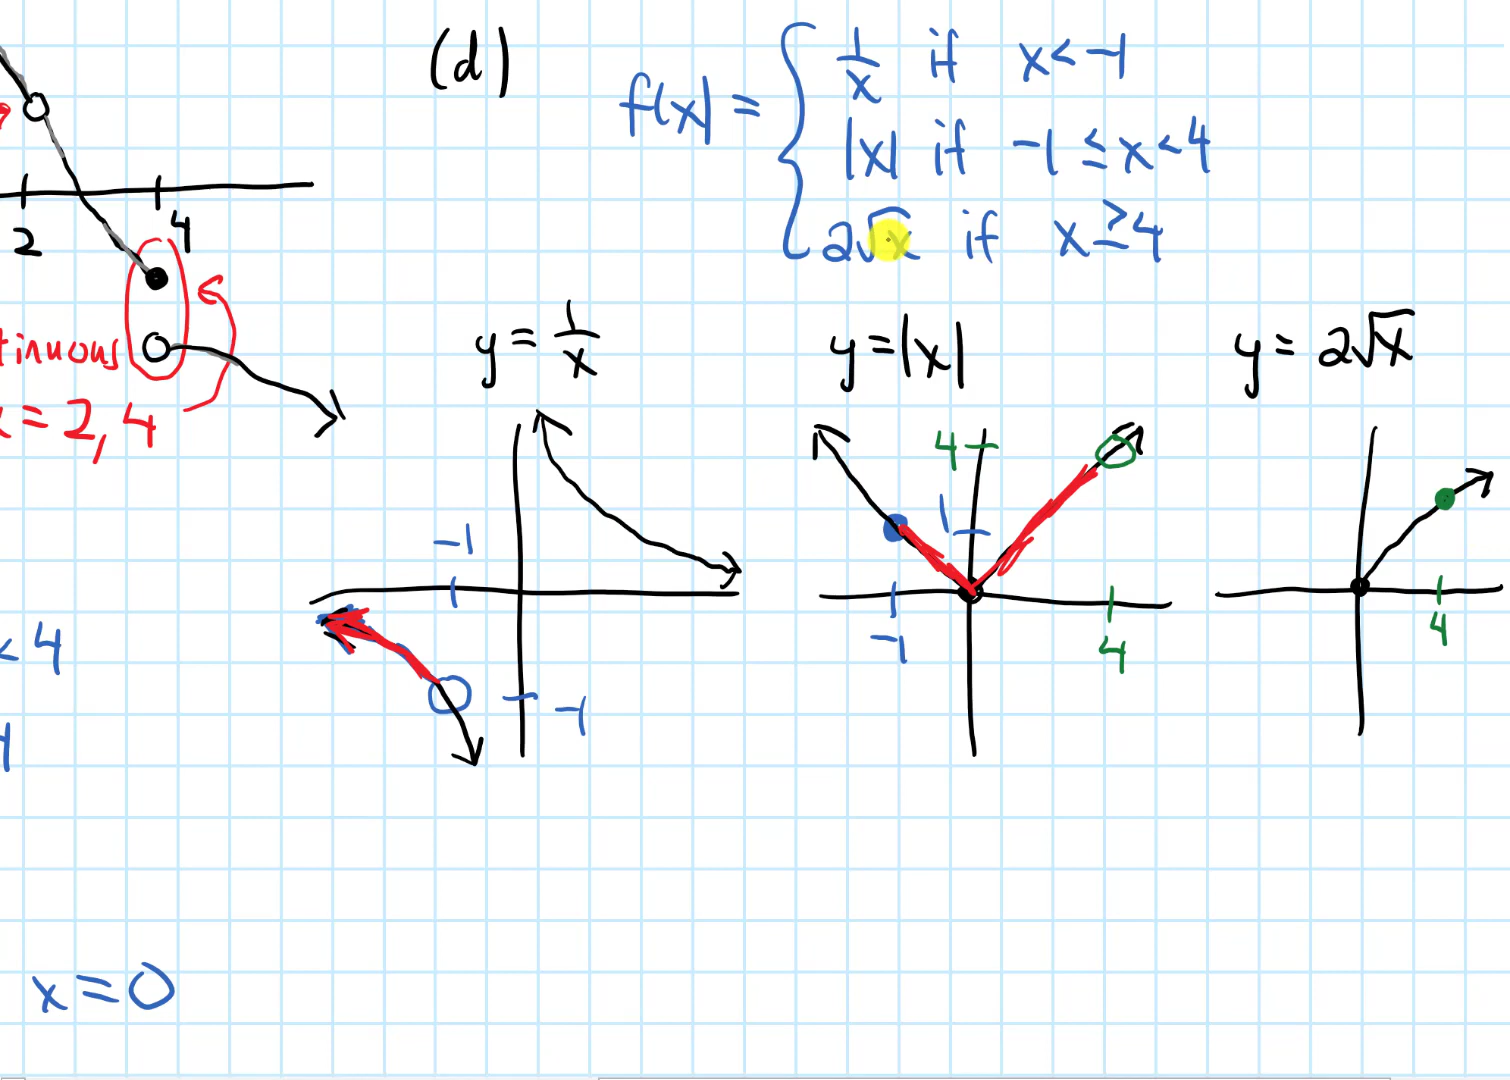 (d)
f(x) = { 1/x if x < -1
|x| if -1 ≤ x < 4
2√x if x ≥ 4
2 4
tinuous
x = 2, 4
y = 1/x
y = |x|
y = 2√x
-1
-1
4
1
-1
4
4
< 4
x = 0